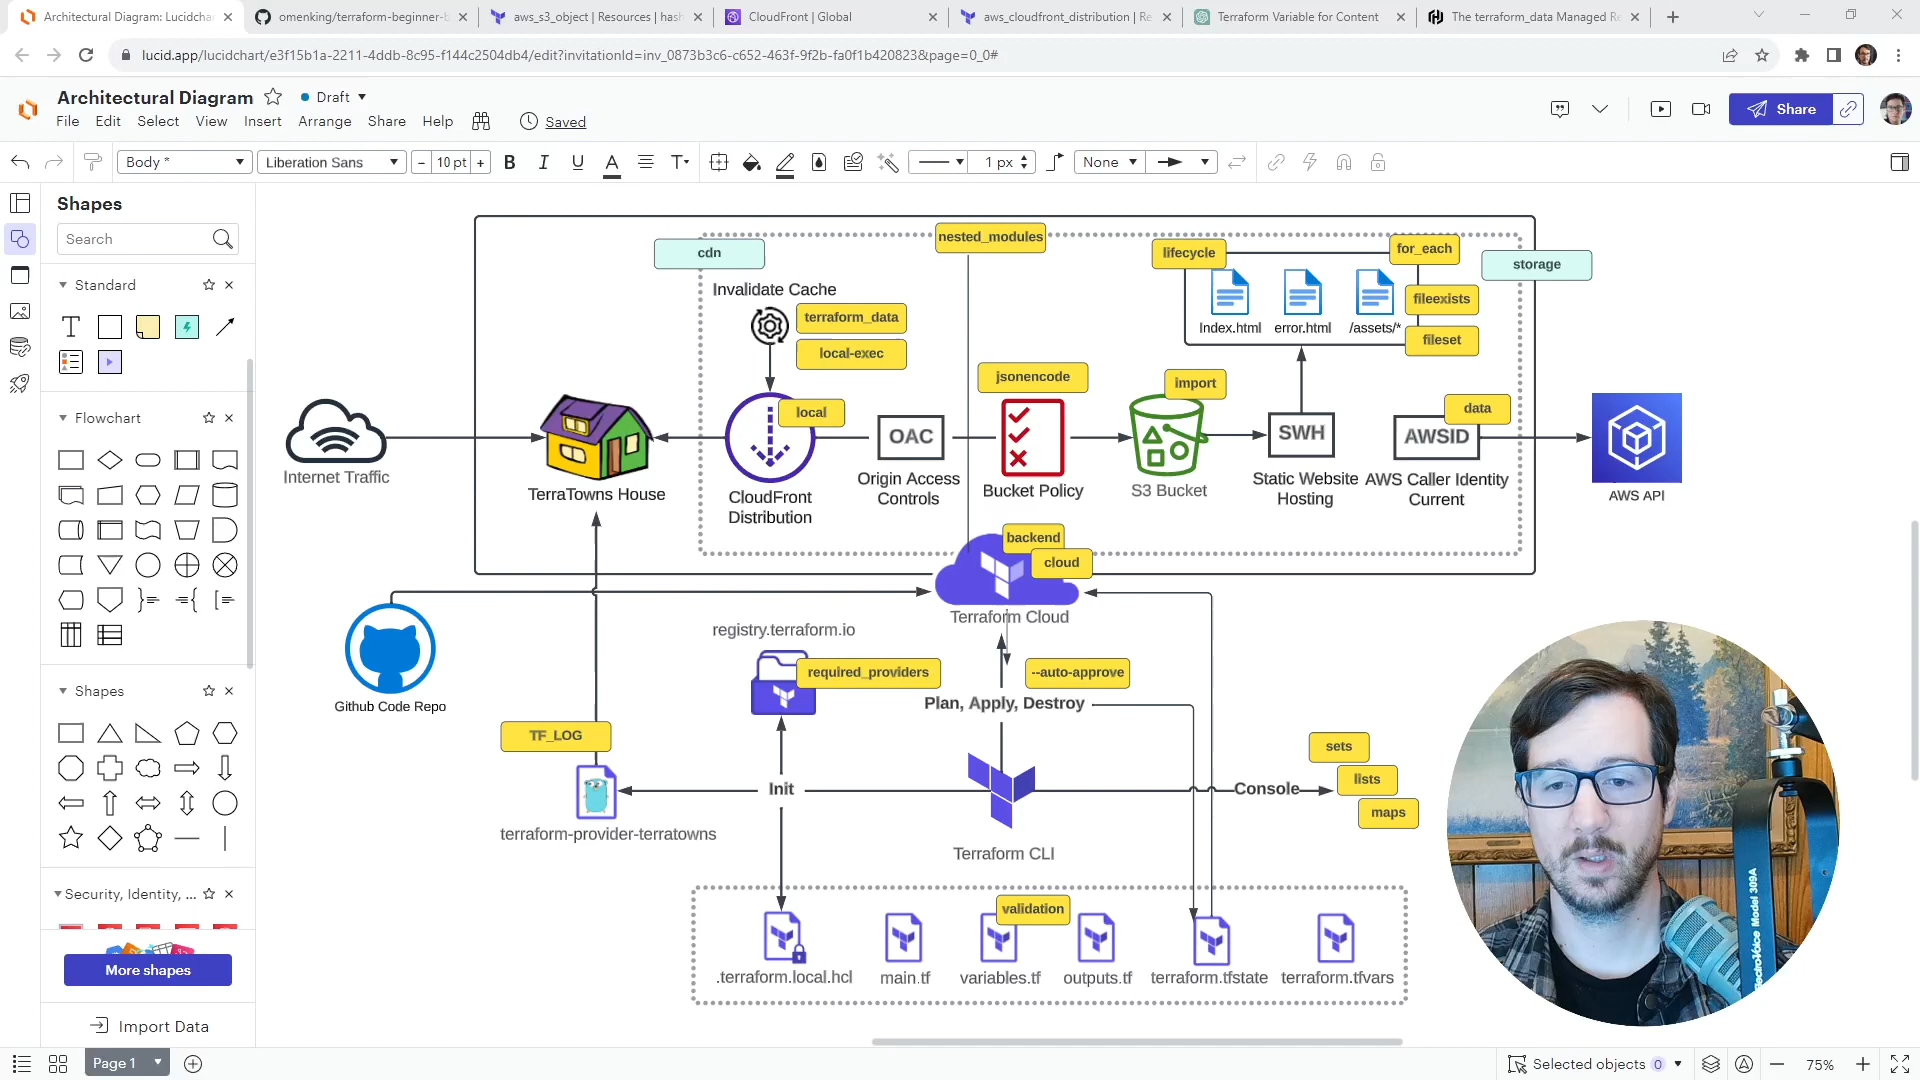 Architectural Diagram: Lucidcha
omenking/terraform-beginner-b
aws_s3_object | Resources | hash
CloudFront | Global
aws_cloudfront_distribution | Re
Terraform Variable for Content
The terraform_data Managed Re
lucid.app/lucidchart/e3f15b1a-2211-4ddb-8c95-f144c2504db4/edit?invitationId=inv_0873b3c6-c652-463f-9f2b-fa0f1b420823&page=0_0#
Architectural Diagram
Draft
File Edit Select View Insert Arrange Share Help
Saved
Share
Body *
Liberation Sans
- 10 pt +
B I U A T
1 px
None
Shapes
Search
Standard
T
Flowchart
Shapes
Security, Identity, ...
More shapes
Import Data
nested_modules
cdn
lifecycle
for_each
storage
Invalidate Cache
terraform_data
local-exec
Index.html
error.html
/assets/*
fileexists
fileset
jsonencode
import
local
data
OAC
SWH
AWSID
Internet Traffic
TerraTowns House
CloudFront
Distribution
Origin Access
Controls
Bucket Policy
S3 Bucket
Static Website
Hosting
AWS Caller Identity
Current
AWS API
backend
cloud
Terraform Cloud
registry.terraform.io
required_providers
--auto-approve
Plan, Apply, Destroy
Github Code Repo
TF_LOG
sets
lists
maps
Init
Console
terraform-provider-terratowns
Terraform CLI
validation
.terraform.local.hcl
main.tf
variables.tf
outputs.tf
terraform.tfstate
terraform.tfvars
ElectroVoice Model 309A
Page 1
Selected objects 0
75%